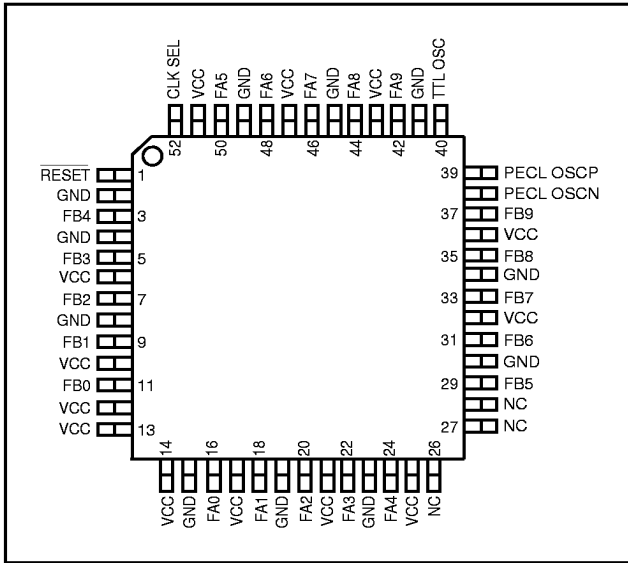 CLK SEL
VCC
FA5
GND
FA6
VCC
FA7
GND
FA8
VCC
FA9
GND
TTL OSC
52
50
48
46
44
42
40
RESET 1
GND
FB4 3
GND
FB3 5
VCC
FB2 7
GND
FB1 9
VCC
FB0 11
VCC
VCC 13
39 PECL OSCP
PECL OSCN
37 FB9
VCC
35 FB8
GND
33 FB7
VCC
31 FB6
GND
29 FB5
NC
27 NC
14
16
18
20
22
24
26
VCC
GND
FA0
VCC
FA1
GND
FA2
VCC
FA3
GND
FA4
VCC
NC